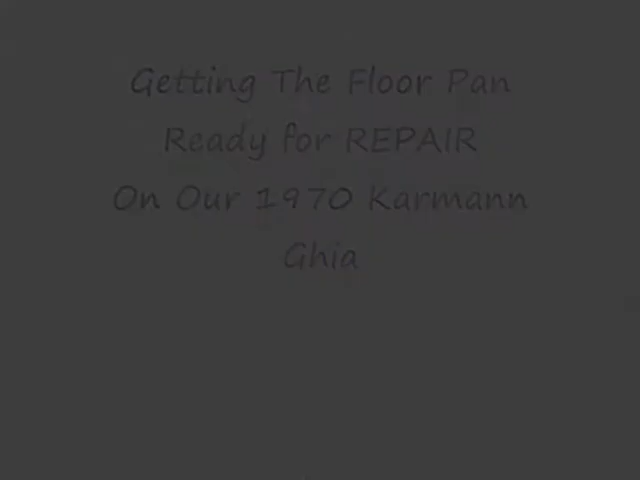 Getting The Floor Pan
Ready for REPAIR
On Our 1970 Karmann
Ghia